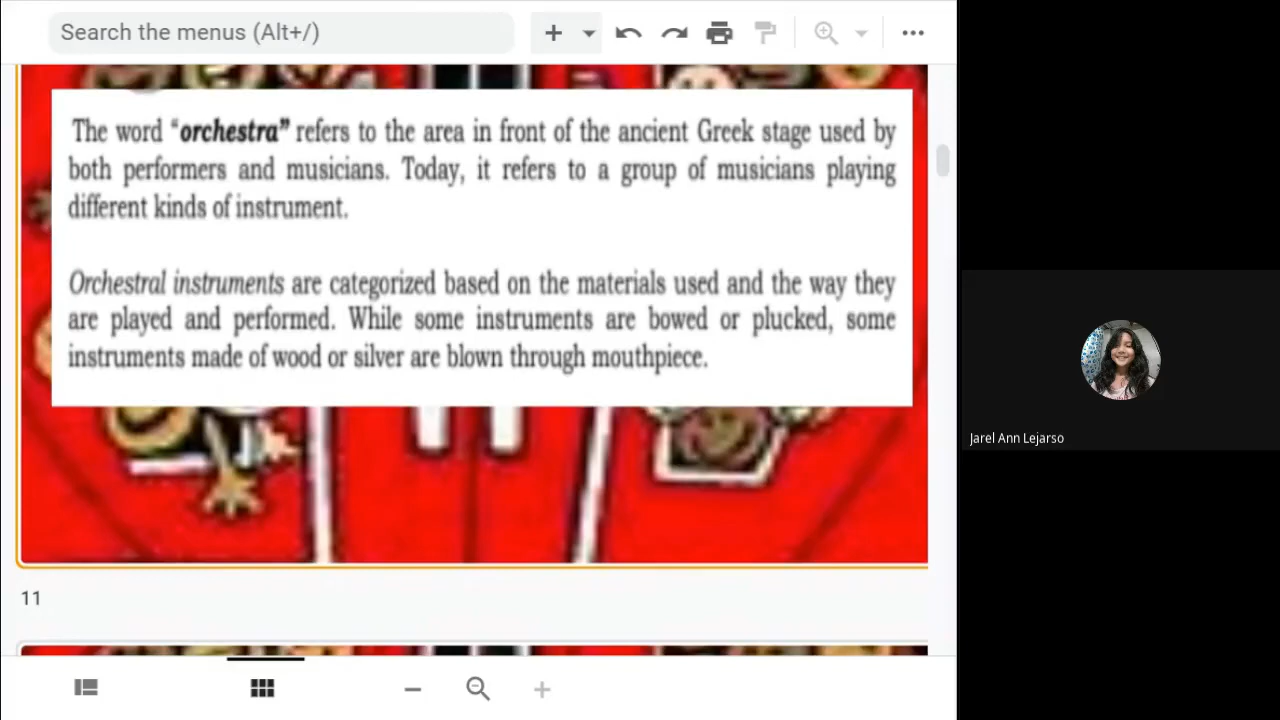 Search the menus (Alt+/)
The word “orchestra” refers to the area in front of the ancient Greek stage used by
both performers and musicians. Today, it refers to a group of musicians playing
different kinds of instrument.
Orchestral instruments are categorized based on the materials used and the way they
are played and performed. While some instruments are bowed or plucked, some
instruments made of wood or silver are blown through mouthpiece.
Jarel Ann Lejarso
11